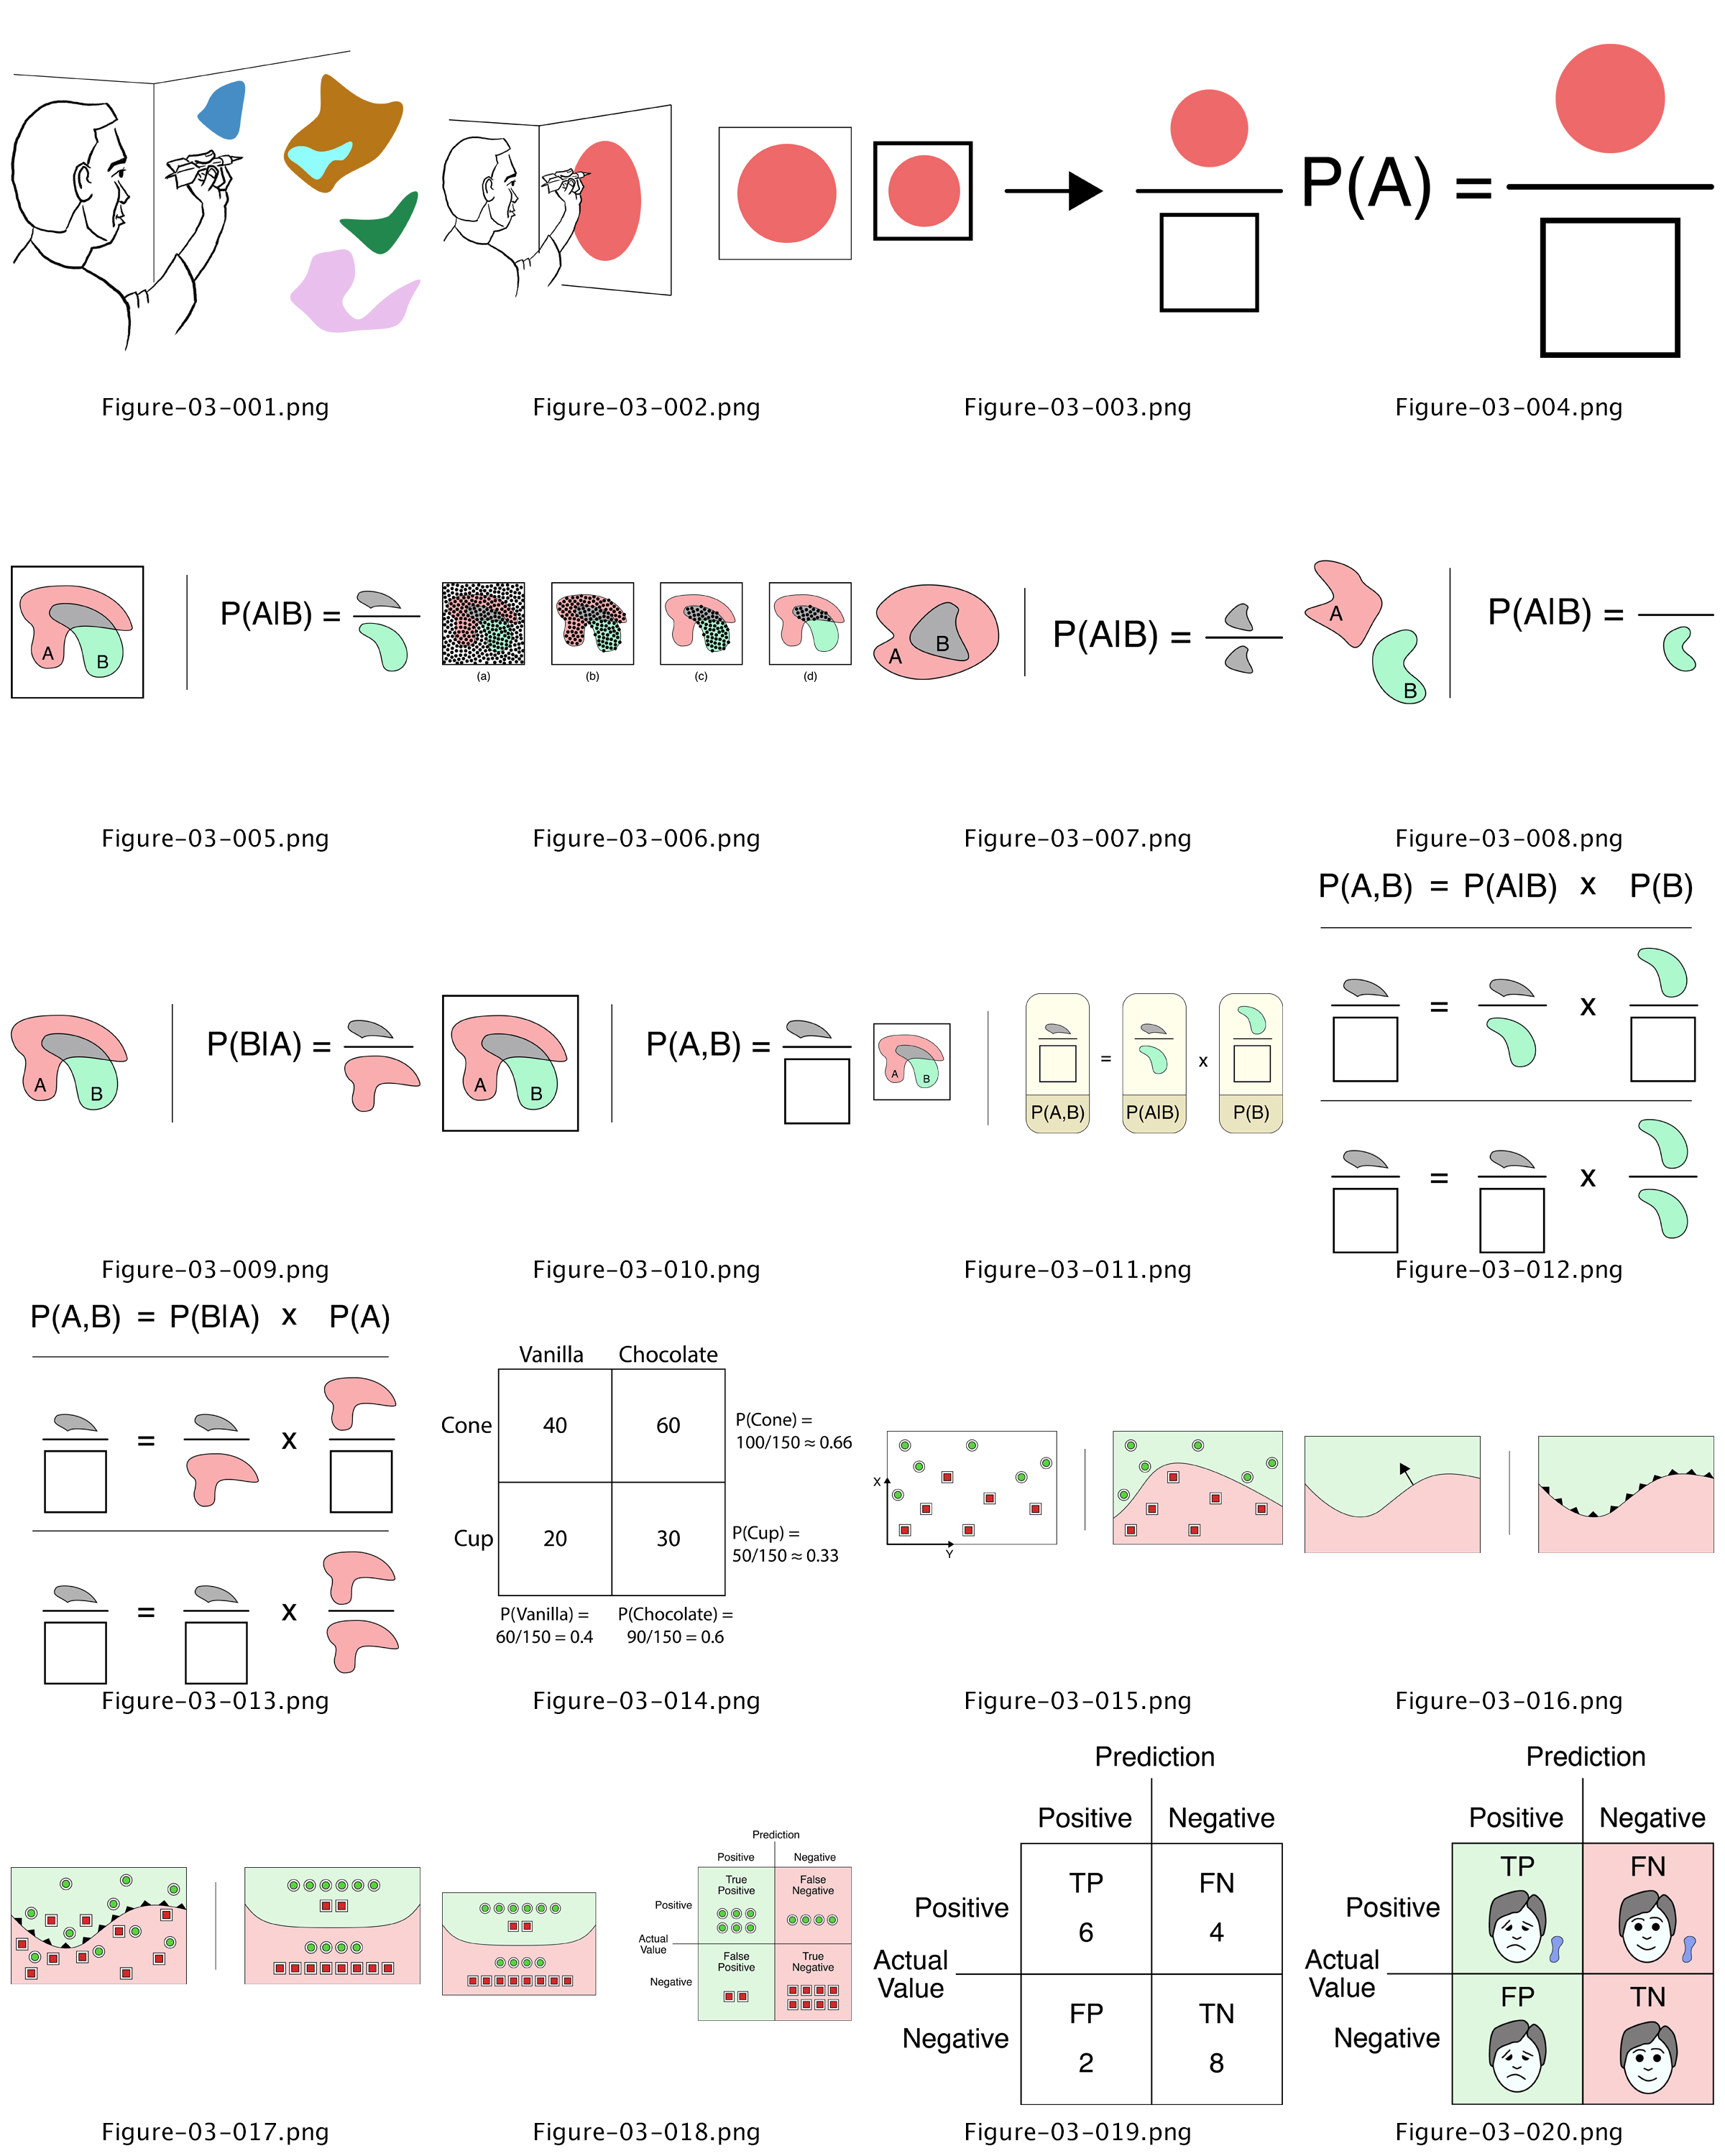 Figure-03-001.png
Figure-03-002.png
P(A) =
Figure-03-003.png
Figure-03-004.png
A
B
P(A|B) =
Figure-03-005.png
(a)
(b)
(c)
(d)
Figure-03-006.png
A
B
P(A|B) =
Figure-03-007.png
A
B
P(A|B) =
Figure-03-008.png
A
B
P(B|A) =
Figure-03-009.png
A
B
P(A,B) =
Figure-03-010.png
A
B
=
x
P(A,B)
P(A|B)
P(B)
Figure-03-011.png
P(A,B) = P(A|B) x P(B)
= x
= x
Figure-03-012.png
P(A,B) = P(B|A) x P(A)
= x
= x
Figure-03-013.png
Vanilla Chocolate
Cone 40 60
P(Cone) =
100/150 ≈ 0.66
Cup 20 30
P(Cup) =
50/150 ≈ 0.33
P(Vanilla) =
60/150 = 0.4
P(Chocolate) =
90/150 = 0.6
Figure-03-014.png
X
Y
Figure-03-015.png
Figure-03-016.png
Figure-03-017.png
Prediction
Positive Negative
True
Positive
False
Negative
Positive
Actual
Value
Negative
False
Positive
True
Negative
Figure-03-018.png
Prediction
Positive Negative
TP FN
Positive
6 4
Actual
Value
FP TN
Negative
2 8
Figure-03-019.png
Prediction
Positive Negative
TP FN
Positive
Actual
Value
FP TN
Negative
Figure-03-020.png